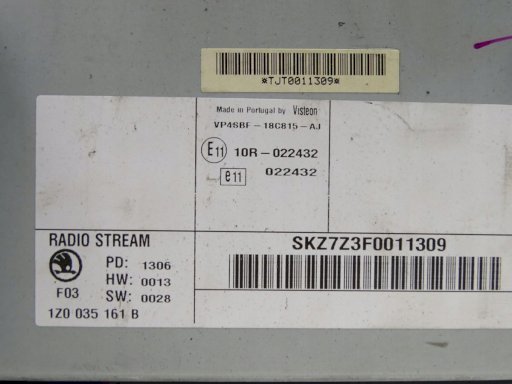 *TJT0011309*
Made in Portugal by Visteon
VP4SBF-18C815-AJ
E11 10R-022432
e11 022432
RADIO STREAM
SKZ7Z3F0011309
PD: 1306
HW: 0013
F03 SW: 0028
1Z0 035 161 B